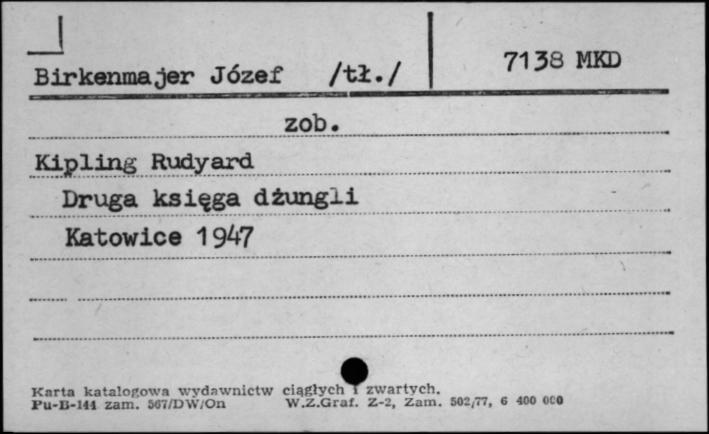 Birkenmajer Józef /tł./ 7138 MKD
zob.
Kipling Rudyard
Druga księga dżungli
Katowice 1947
Karta katalogowa wydawnictw ciągłych i zwartych.
Pu-B-144 zam. 567/DW/On W.Z.Graf. Z-2, Zam. 502/77, 6 400 000